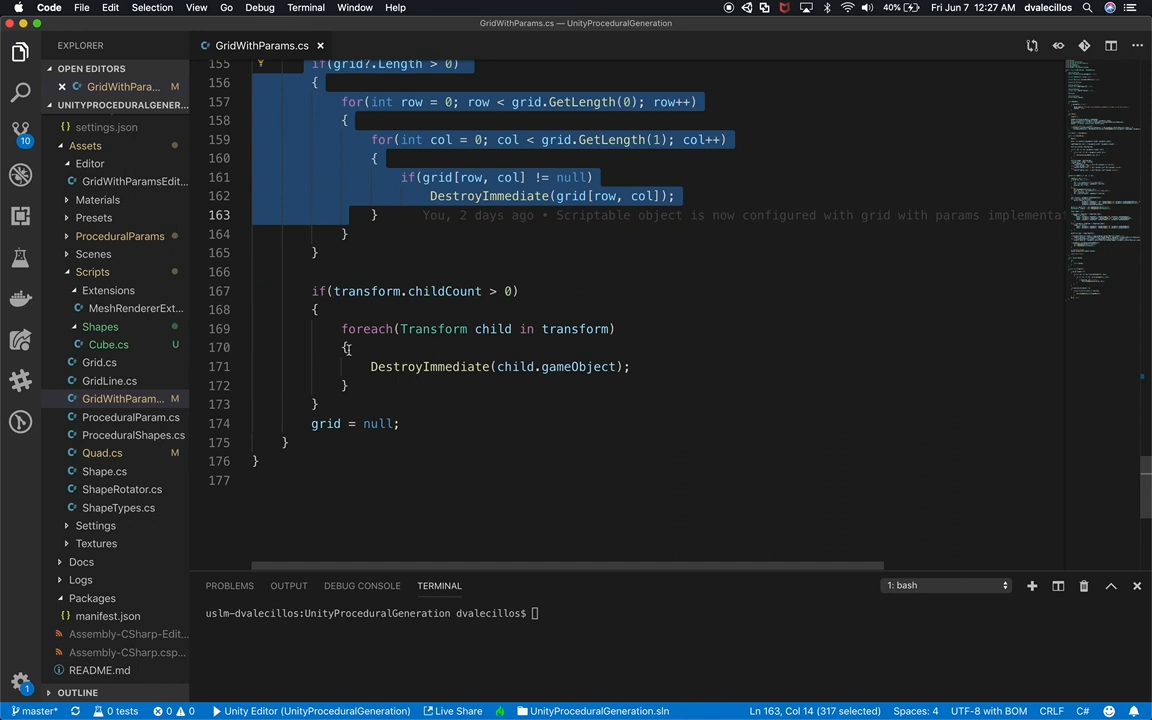 Code File Edit Selection View Go Debug Terminal Window Help 40% Fri Jun 7 12:27 AM dvalecillos
GridWithParams.cs — UnityProceduralGeneration
EXPLORER
GridWithParams.cs ×
OPEN EDITORS
GridWithPara... M
UNITYPROCEDURALGENER...
settings.json
Assets
Editor
GridWithParamsEdit...
Materials
Presets
ProceduralParams
Scenes
Scripts
Extensions
MeshRendererExt...
Shapes
Cube.cs U
Grid.cs
GridLine.cs
GridWithParam... M
ProceduralParam.cs
ProceduralShapes.cs
Quad.cs M
Shape.cs
ShapeRotator.cs
ShapeTypes.cs
Settings
Textures
Docs
Logs
Packages
manifest.json
Assembly-CSharp-Edit...
Assembly-CSharp.csp...
README.md
OUTLINE
10
1
155 if(grid?.Length > 0)
156 {
157 for(int row = 0; row < grid.GetLength(0); row++)
158 {
159 for(int col = 0; col < grid.GetLength(1); col++)
160 {
161 if(grid[row, col] != null)
162 DestroyImmediate(grid[row, col]);
163 } You, 2 days ago • Scriptable object is now configured with grid with params implementa
164 }
165 }
166
167 if(transform.childCount > 0)
168 {
169 foreach(Transform child in transform)
170 {
171 DestroyImmediate(child.gameObject);
172 }
173 }
174 grid = null;
175 }
176 }
177
PROBLEMS OUTPUT DEBUG CONSOLE TERMINAL 1: bash
uslm-dvalecillos:UnityProceduralGeneration dvalecillos$
master* 0 tests 0 0 Unity Editor (UnityProceduralGeneration) Live Share UnityProceduralGeneration.sln Ln 163, Col 14 (317 selected) Spaces: 4 UTF-8 with BOM CRLF C#